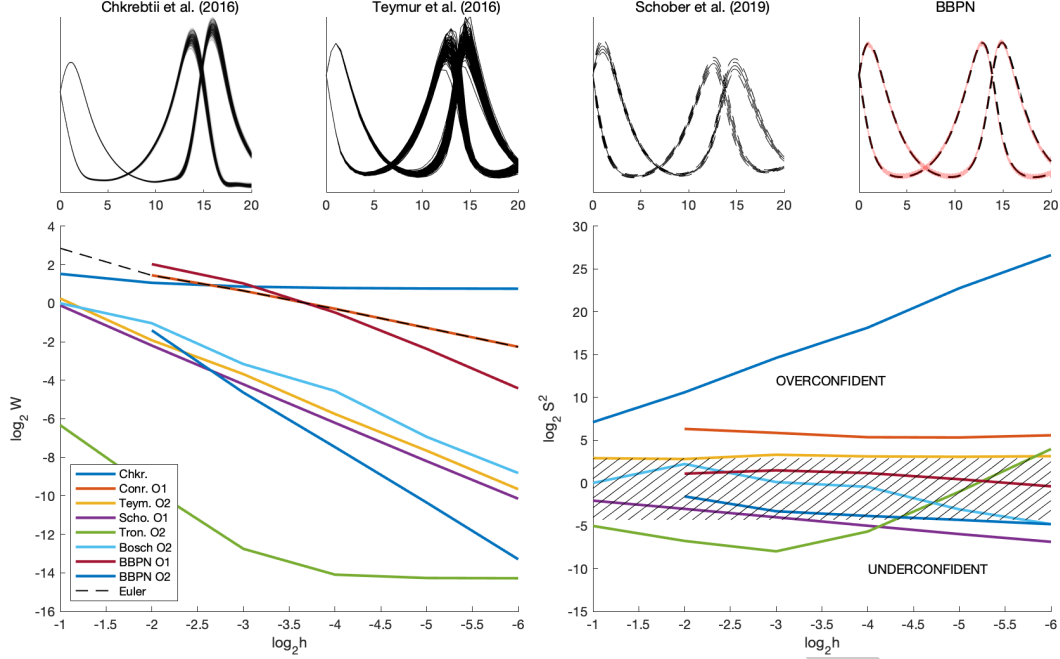 Chkrebtii et al. (2016)
Teymur et al. (2016)
Schober et al. (2019)
BBPN
0 5 10 15 20
0 5 10 15 20
0 5 10 15 20
0 5 10 15 20
4
2
0
-2
-4
-6
-8
-10
-12
-14
-16
log₂ W
Chkr.
Conr. O1
Teym. O2
Scho. O1
Tron. O2
Bosch O2
BBPN O1
BBPN O2
Euler
-1 -1.5 -2 -2.5 -3 -3.5 -4 -4.5 -5 -5.5 -6
log₂h
30
25
20
15
10
5
0
-5
-10
-15
log₂ S²
OVERCONFIDENT
UNDERCONFIDENT
-1 -1.5 -2 -2.5 -3 -3.5 -4 -4.5 -5 -5.5 -6
log₂h